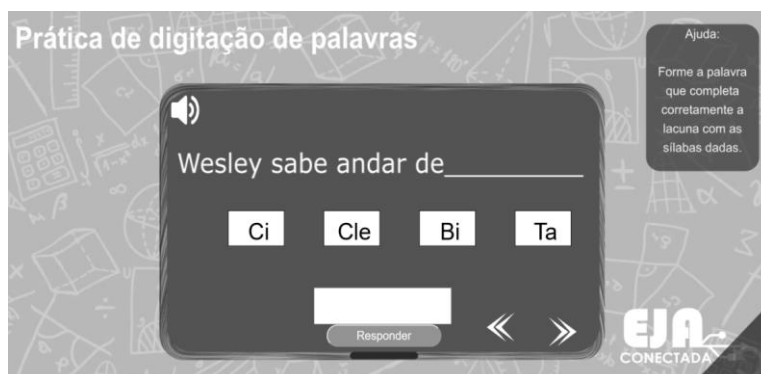 Prática de digitação de palavras
Ajuda:
Forme a palavra
que completa
corretamente a
lacuna com as
sílabas dadas.
Wesley sabe andar de__________
Ci Cle Bi Ta
Responder
EJA
CONECTADA